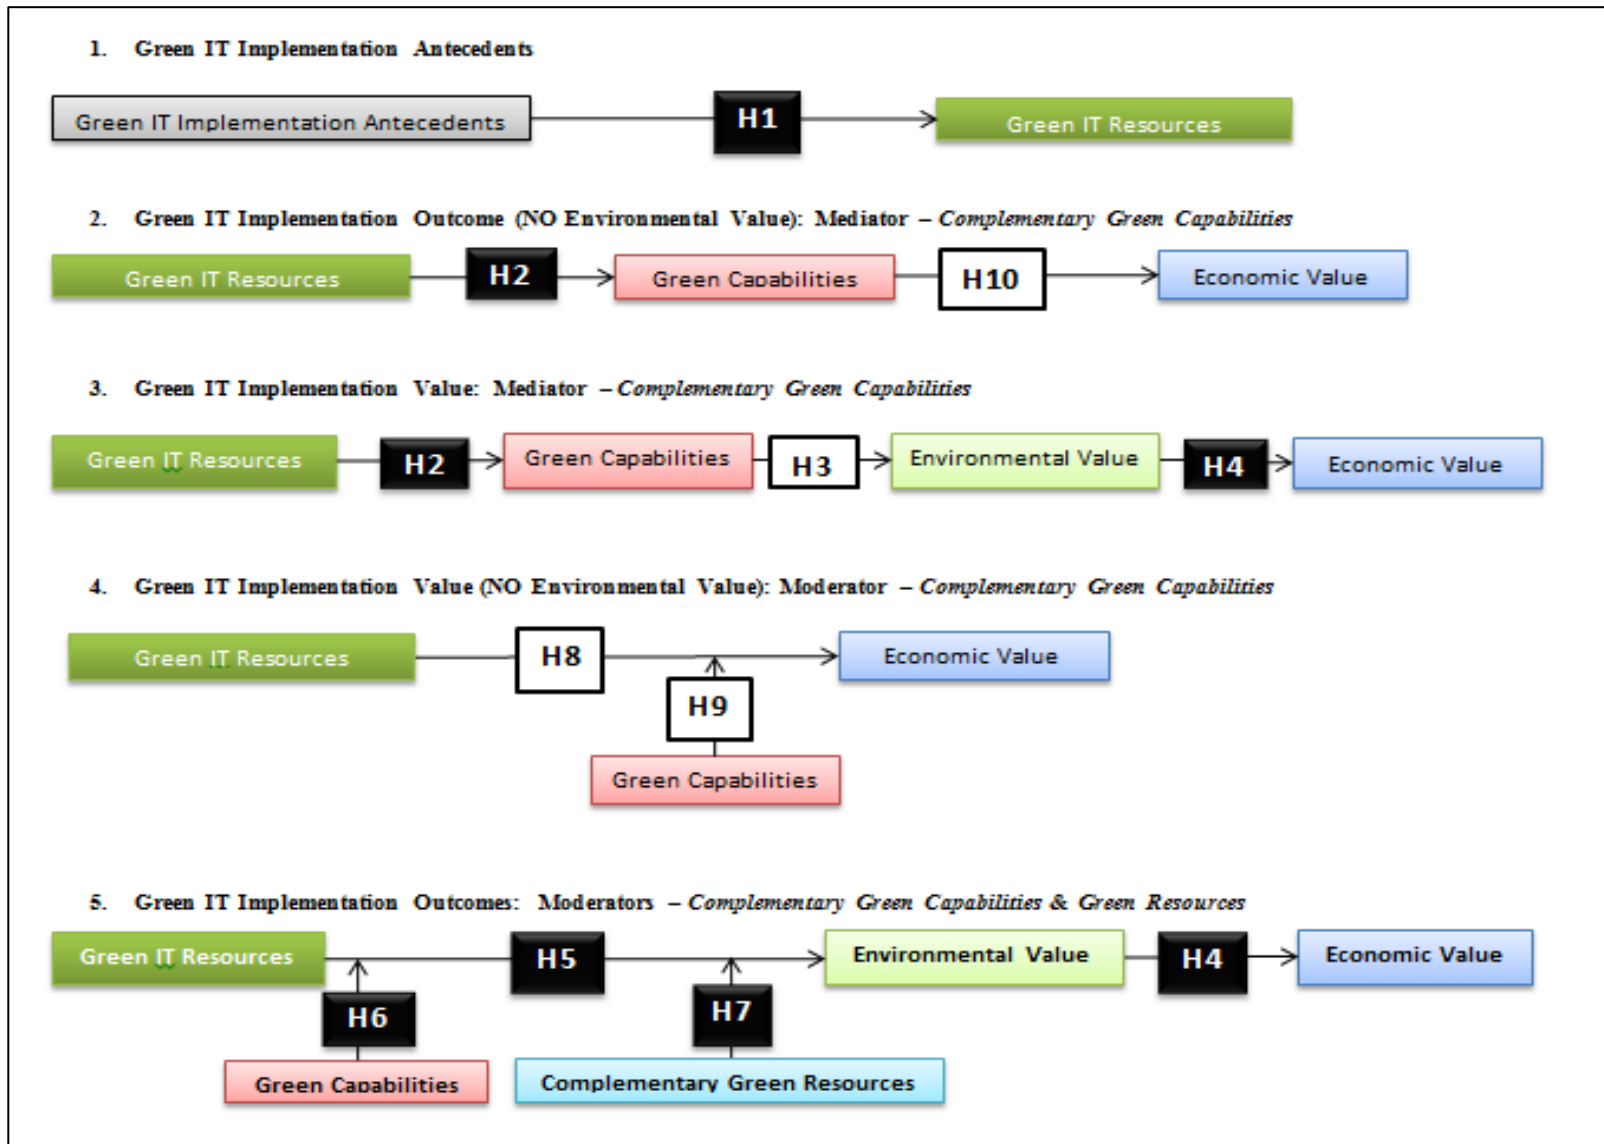 1. Green IT Implementation Antecedents
Green IT Implementation Antecedents H1 Green IT Resources
2. Green IT Implementation Outcome (NO Environmental Value): Mediator – Complementary Green Capabilities
Green IT Resources H2 Green Capabilities H10 Economic Value
3. Green IT Implementation Value: Mediator – Complementary Green Capabilities
Green IT Resources H2 Green Capabilities H3 Environmental Value H4 Economic Value
4. Green IT Implementation Value (NO Environmental Value): Moderator – Complementary Green Capabilities
Green IT Resources H8 Economic Value
H9
Green Capabilities
5. Green IT Implementation Outcomes: Moderators – Complementary Green Capabilities & Green Resources
Green IT Resources H5 Environmental Value H4 Economic Value
H6 H7
Green Capabilities Complementary Green Resources